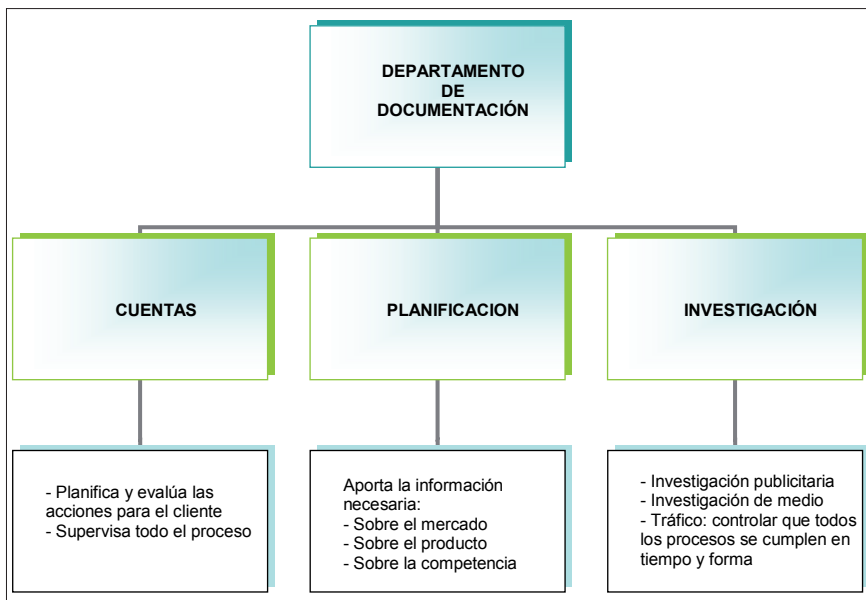 DEPARTAMENTO
DE
DOCUMENTACIÓN
CUENTAS
PLANIFICACION
INVESTIGACIÓN
- Planifica y evalúa las
acciones para el cliente
- Supervisa todo el proceso
Aporta la información
necesaria:
- Sobre el mercado
- Sobre el producto
- Sobre la competencia
- Investigación publicitaria
- Investigación de medio
- Tráfico: controlar que todos
los procesos se cumplen en
tiempo y forma